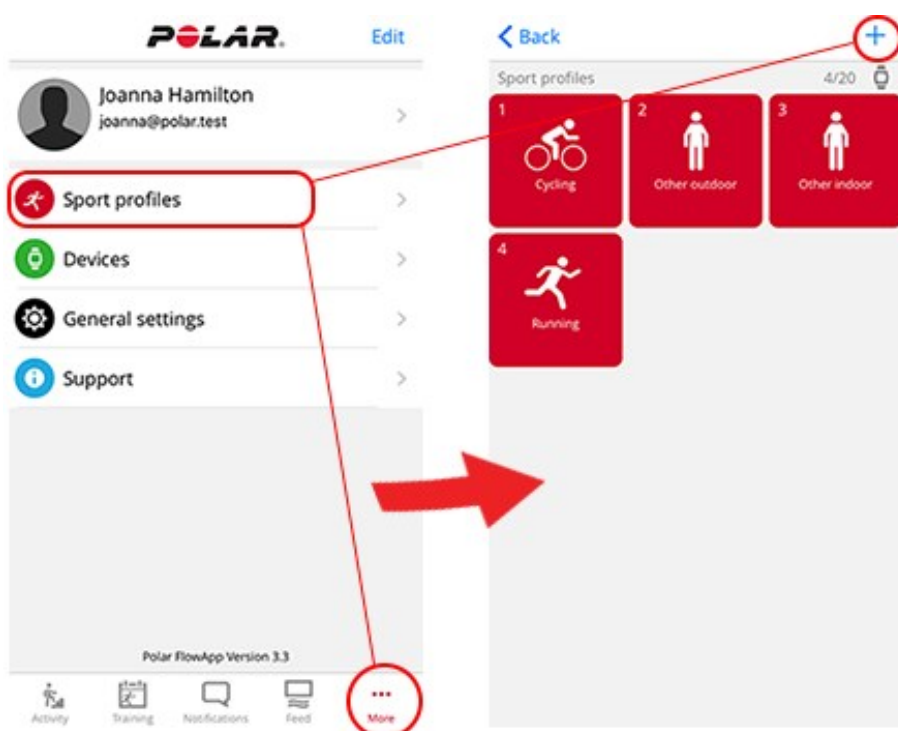 POLAR.
Edit
Joanna Hamilton
joanna@polar.test
Sport profiles
Devices
General settings
Support
Polar FlowApp Version 3.3
Activity
Training
Notifications
Feed
More
Back
+
Sport profiles
4/20
1
Cycling
2
Other outdoor
3
Other indoor
4
Running